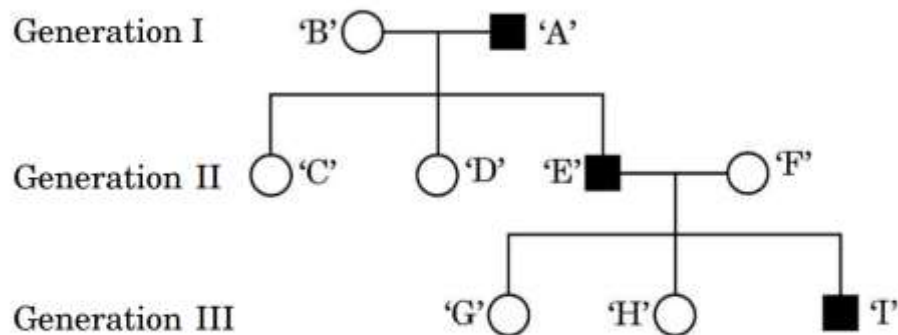 Generation I 'B' 'A'
Generation II 'C' 'D' 'E' 'F'
Generation III 'G' 'H' 'I'